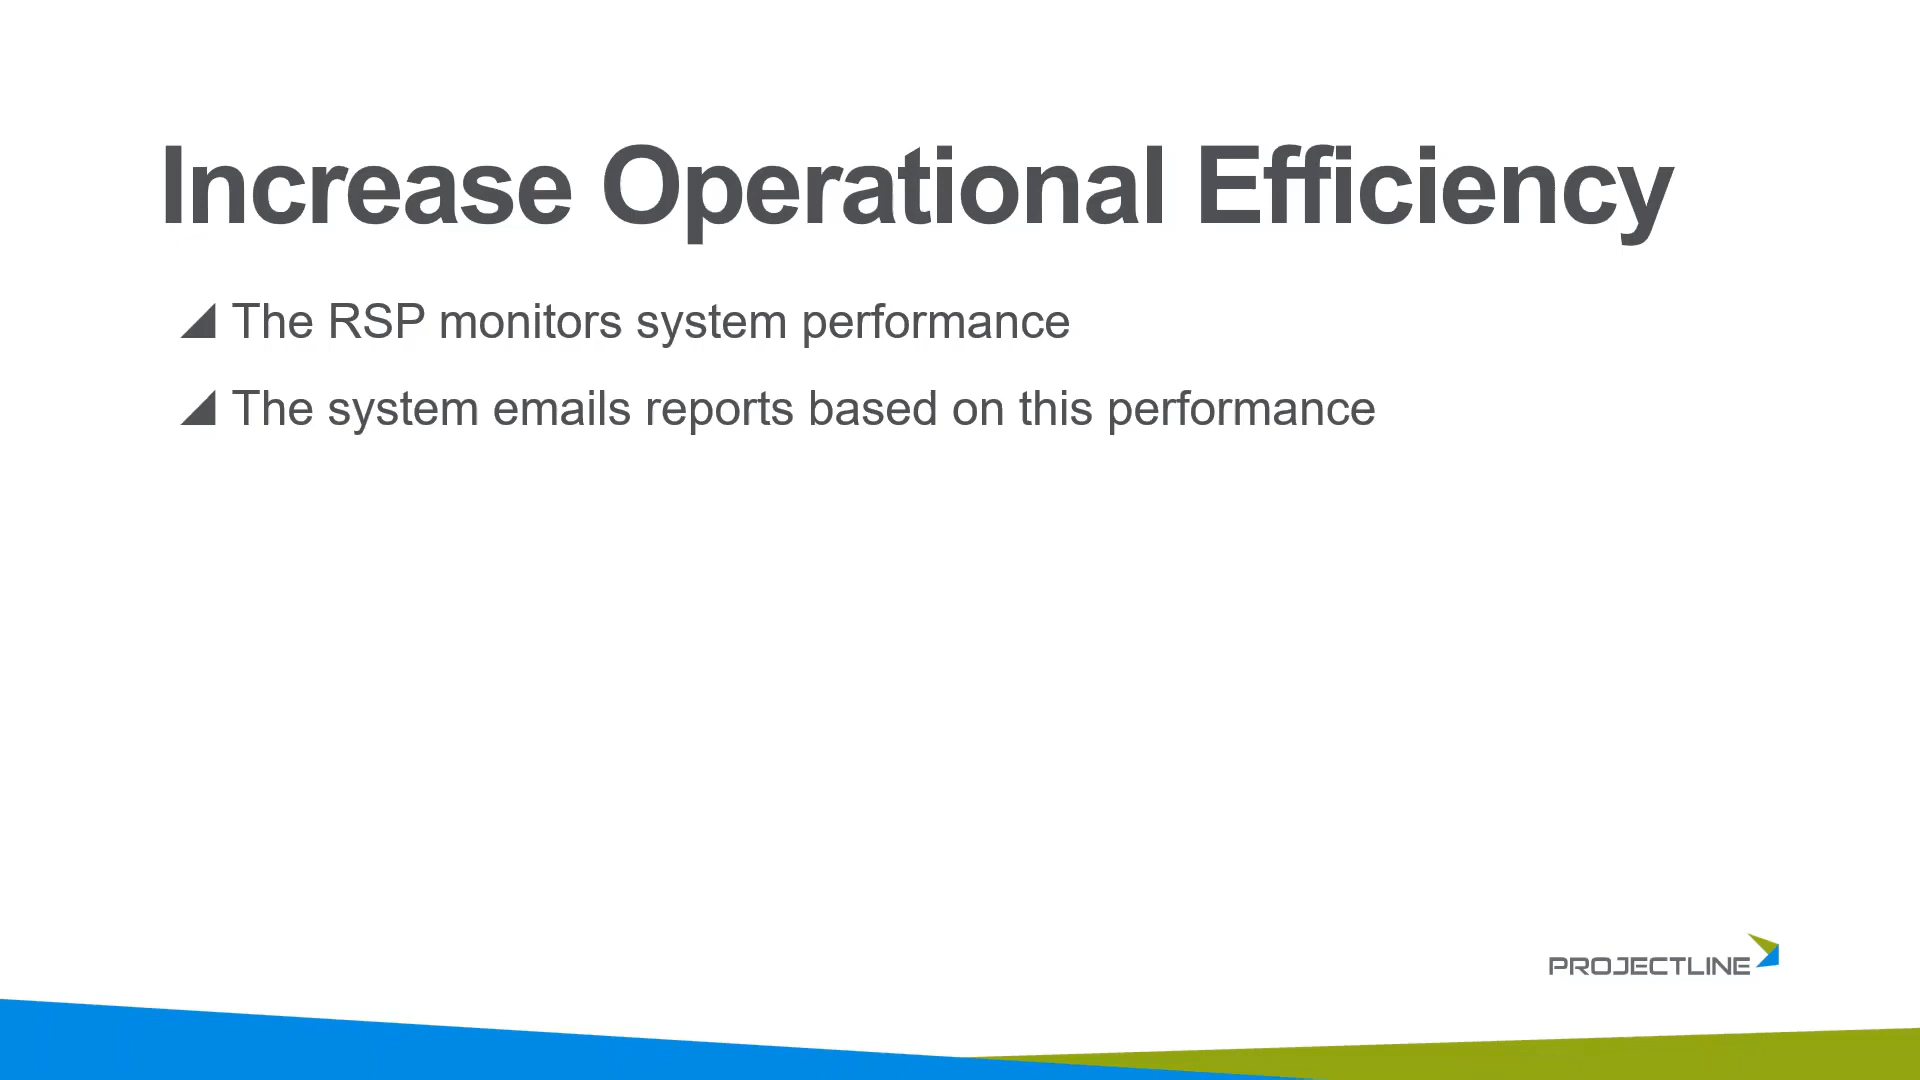 Increase Operational Efficiency
The RSP monitors system performance
The system emails reports based on this performance
PROJECTLINE